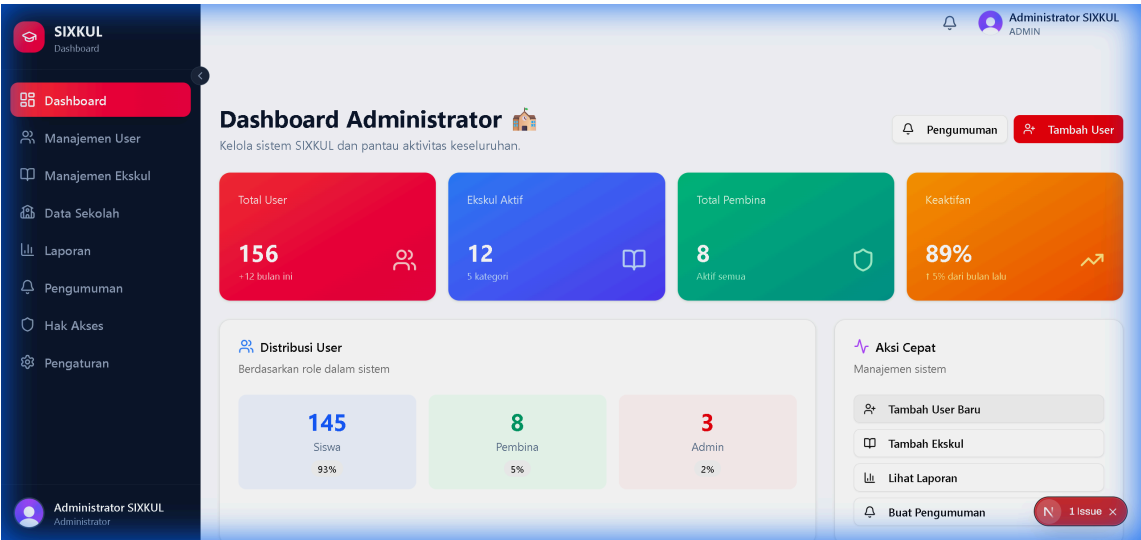 SIXKUL
Dashboard
Administrator SIXKUL
ADMIN
Dashboard
Manajemen User
Manajemen Ekskul
Data Sekolah
Laporan
Pengumuman
Hak Akses
Pengaturan
Administrator SIXKUL
Administrator
Dashboard Administrator
Kelola sistem SIXKUL dan pantau aktivitas keseluruhan.
Pengumuman
Tambah User
Total User
156
+12 bulan ini
Ekskul Aktif
12
5 kategori
Total Pembina
8
Aktif semua
Keaktifan
89%
↑ 5% dari bulan lalu
Distribusi User
Berdasarkan role dalam sistem
145
Siswa
93%
8
Pembina
5%
3
Admin
2%
Aksi Cepat
Manajemen sistem
Tambah User Baru
Tambah Ekskul
Lihat Laporan
Buat Pengumuman
N 1 Issue ×